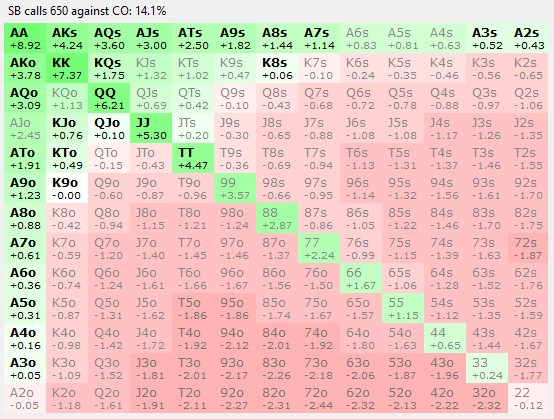 SB calls 650 against CO: 14.1%
AA AKs AQs AJs ATs A9s A8s A7s A6s A5s A4s A3s A2s
+8.92 +4.24 +3.60 +3.00 +2.50 +1.82 +1.44 +1.14 +0.83 +0.81 +0.63 +0.52 +0.43
AKo KK KQs KJs KTs K9s K8s K7s K6s K5s K4s K3s K2s
+3.78 +7.37 +1.75 +1.32 +1.02 +0.47 +0.06 -0.10 -0.24 -0.35 -0.46 -0.56 -0.65
AQo KQo QQ QJs QTs Q9s Q8s Q7s Q6s Q5s Q4s Q3s Q2s
+3.09 +1.13 +6.21 +0.69 +0.42 -0.10 -0.43 -0.68 -0.72 -0.78 -0.88 -0.97 -1.06
AJo KJo QJo JJ JTs J9s J8s J7s J6s J5s J4s J3s J2s
+2.45 +0.76 +0.10 +5.30 +0.20 -0.30 -0.65 -0.88 -1.08 -1.08 -1.17 -1.26 -1.35
ATo KTo QTo JTo TT T9s T8s T7s T6s T5s T4s T3s T2s
+1.91 +0.49 -0.15 -0.43 +4.47 -0.36 -0.69 -0.94 -1.13 -1.31 -1.37 -1.46 -1.55
A9o K9o Q9o J9o T9o 99 98s 97s 96s 95s 94s 93s 92s
+1.23 -0.00 -0.60 -0.87 -0.96 +3.57 -0.66 -0.95 -1.14 -1.32 -1.56 -1.61 -1.70
A8o K8o Q8o J8o T8o 98o 88 87s 86s 85s 84s 83s 82s
+0.88 -0.42 -0.94 -1.15 -1.21 -1.24 +2.87 -0.86 -1.05 -1.22 -1.46 -1.70 -1.75
A7o K7o Q7o J7o T7o 97o 87o 77 76s 75s 74s 73s 72s
+0.61 -0.59 -1.20 -1.40 -1.45 -1.46 -1.37 +2.24 -0.99 -1.15 -1.39 -1.63 -1.87
A6o K6o Q6o J6o T6o 96o 86o 76o 66 65s 64s 63s 62s
+0.36 -0.74 -1.24 -1.61 -1.66 -1.67 -1.56 -1.50 +1.67 -1.06 -1.28 -1.52 -1.76
A5o K5o Q5o J5o T5o 95o 85o 75o 65o 55 54s 53s 52s
+0.31 -0.87 -1.31 -1.62 -1.86 -1.86 -1.74 -1.67 -1.57 +1.15 -1.12 -1.35 -1.59
A4o K4o Q4o J4o T4o 94o 84o 74o 64o 54o 44 43s 42s
+0.16 -0.98 -1.42 -1.72 -1.92 -2.12 -2.01 -1.92 -1.80 -1.63 +0.65 -1.44 -1.67
A3o K3o Q3o J3o T3o 93o 83o 73o 63o 53o 43o 33 32s
+0.05 -1.09 -1.52 -1.81 -2.01 -2.17 -2.26 -2.18 -2.06 -1.87 -1.96 +0.24 -1.77
A2o K2o Q2o J2o T2o 92o 82o 72o 62o 52o 42o 32o 22
-0.05 -1.18 -1.61 -1.91 -2.11 -2.27 -2.31 -2.44 -2.32 -2.13 -2.22 -2.32 -0.12